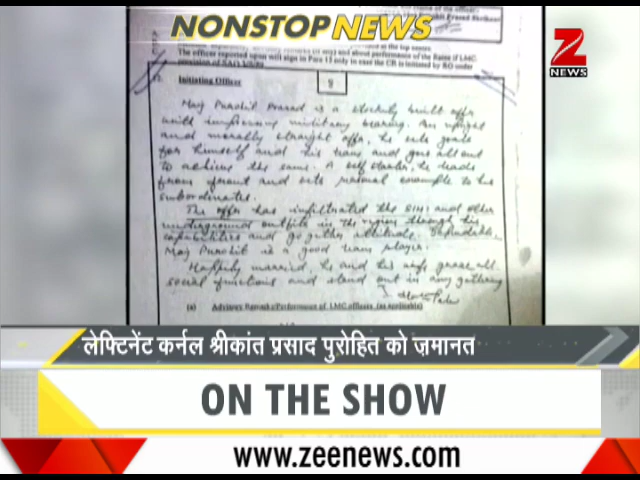 NONSTOP NEWS
Z
NEWS
The officer reported upon will sign in Para 13 only in case the CR is initiated by RO under
Initiating Officer
9
Maj Purohit Prasad is a stockily built offr
with impressive military bearing. An upright
and morally straight offr, he sets goals
for himself and his team and goes all out
to achieve the same. A self starter, he leads
from front and sets personal example to his
subordinates.
The offr has infiltrated the and other
underground outfits in the region through his
capabilities and go getter attitude.
Maj Purohit is a good team player.
Happily married, he and his wife grace all
social functions and stand out in any gathering
(a) Advisory Remarks/Performance of LMC officers (as applicable)
लेफ्टिनेंट कर्नल श्रीकांत प्रसाद पुरोहित को ज़मानत
ON THE SHOW
www.zeenews.com